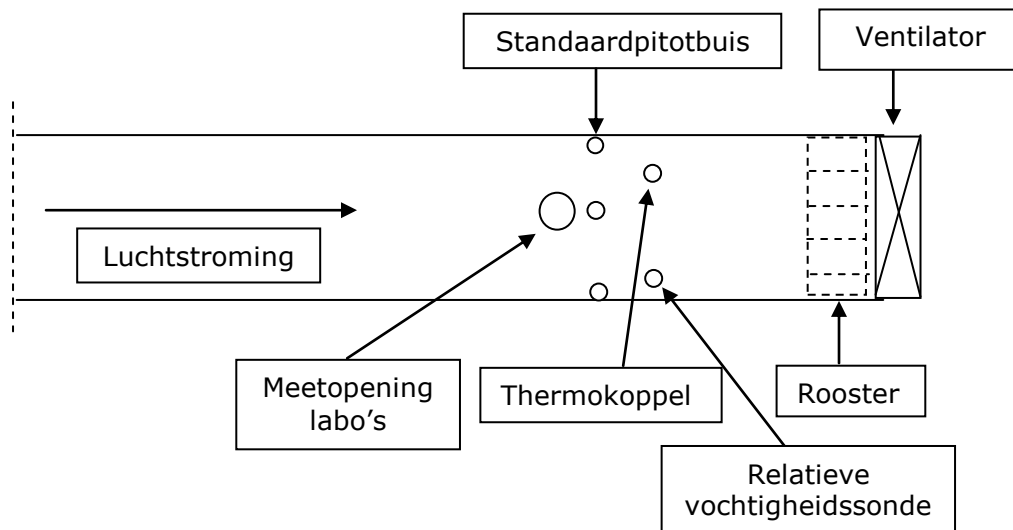 Standaardpitotbuis
Ventilator
Luchtstroming
Meetopening
labo's
Thermokoppel
Rooster
Relatieve
vochtigheidssonde